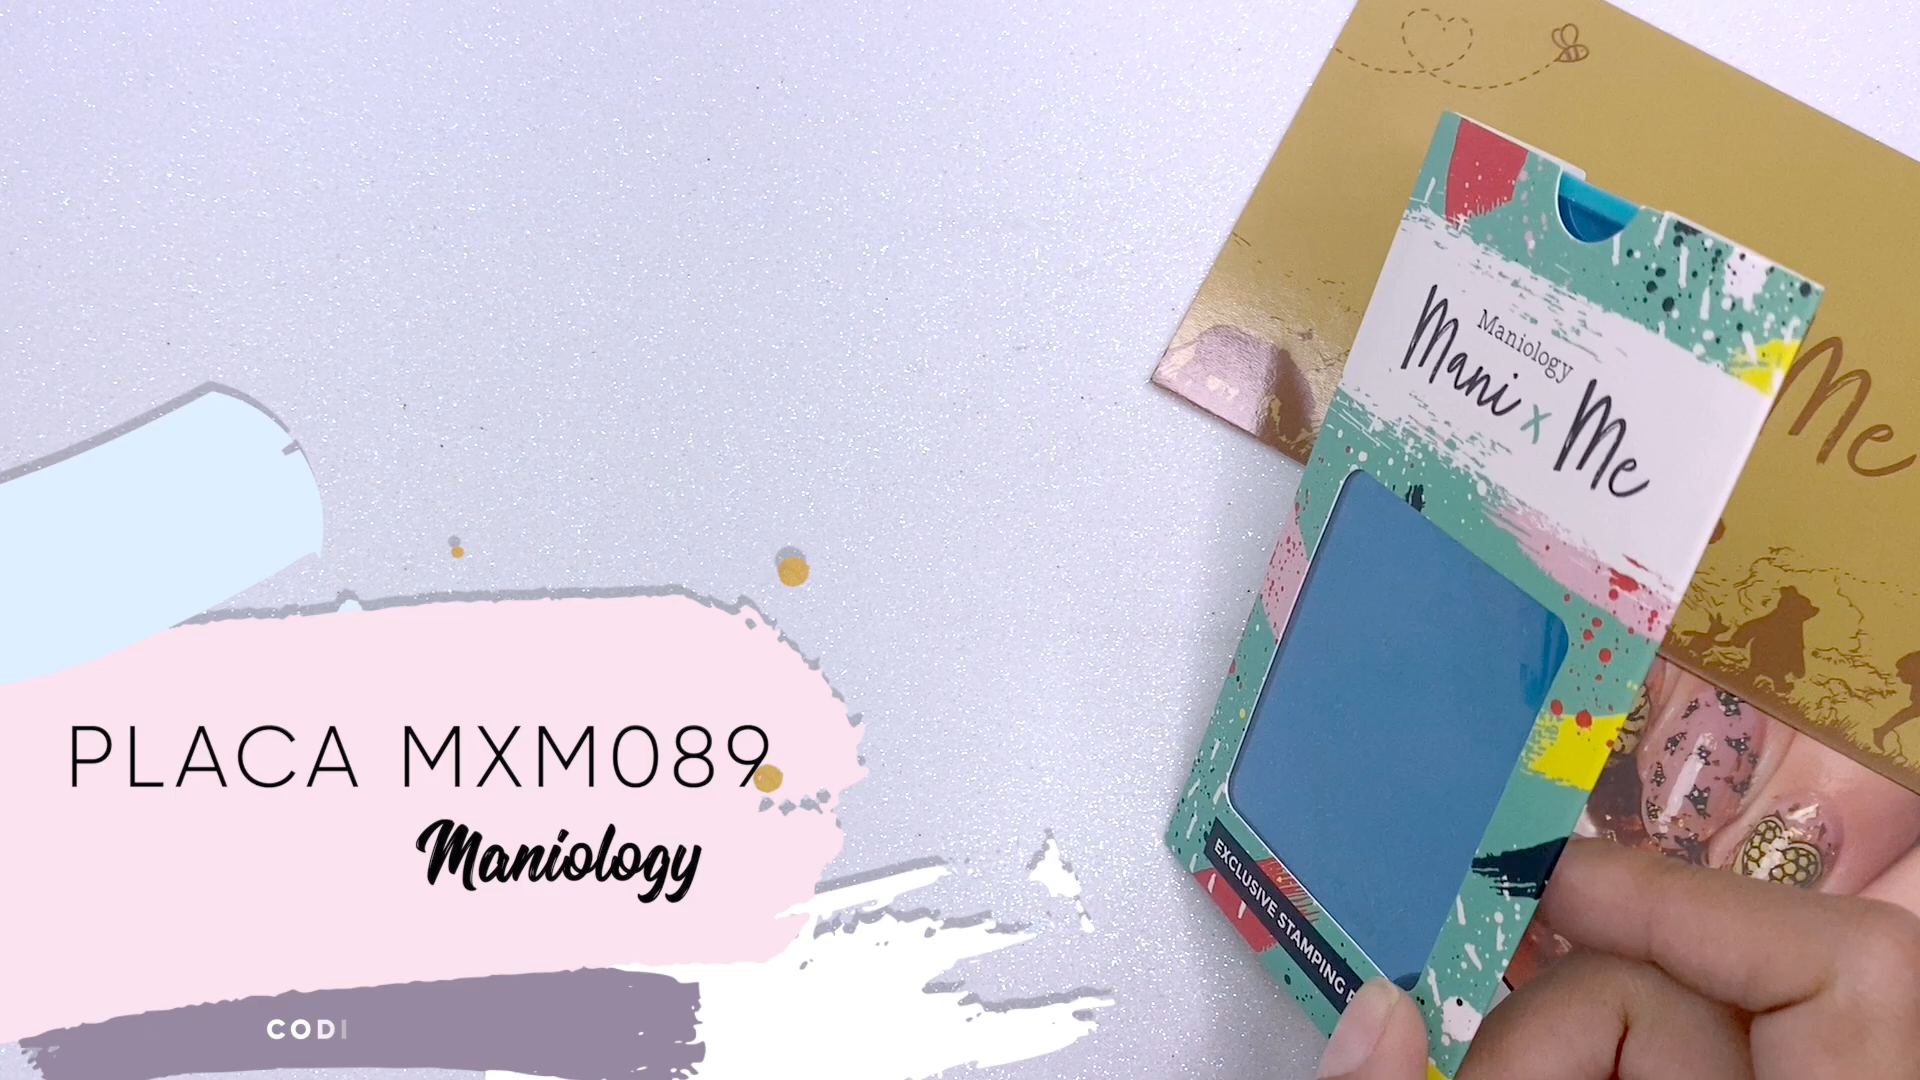 PLACA MXM089
Maniology
CODI
Maniology
Mani x Me
EXCLUSIVE STAMPING
Me